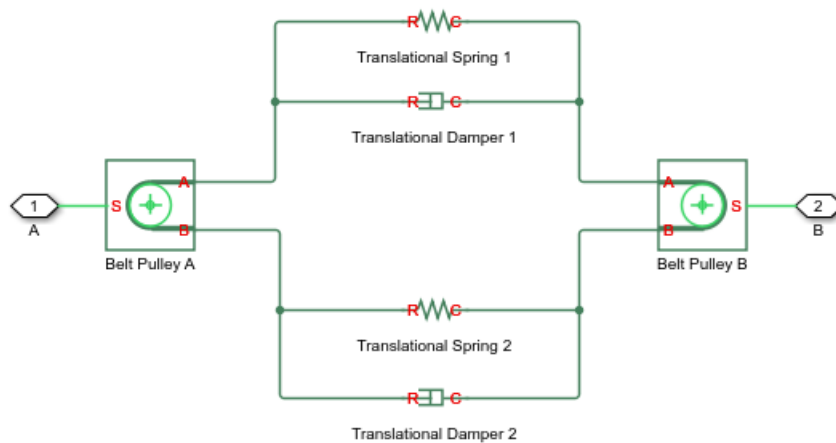 R C
Translational Spring 1
R C
Translational Damper 1
A A
1 S S 2
A B B B
Belt Pulley A Belt Pulley B
R C
Translational Spring 2
R C
Translational Damper 2